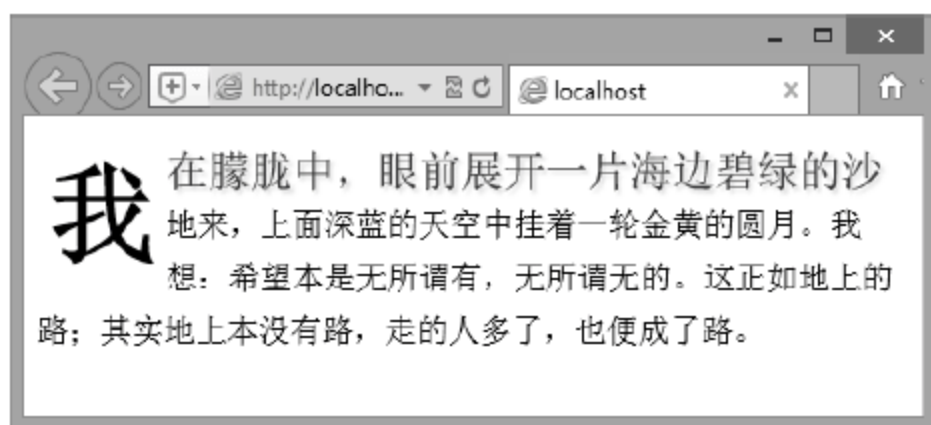 http://localho...
localhost
我
在朦胧中，眼前展开一片海边碧绿的沙
地来，上面深蓝的天空中挂着一轮金黄的圆月。我
想：希望本是无所谓有，无所谓无的。这正如地上的
路；其实地上本没有路，走的人多了，也便成了路。